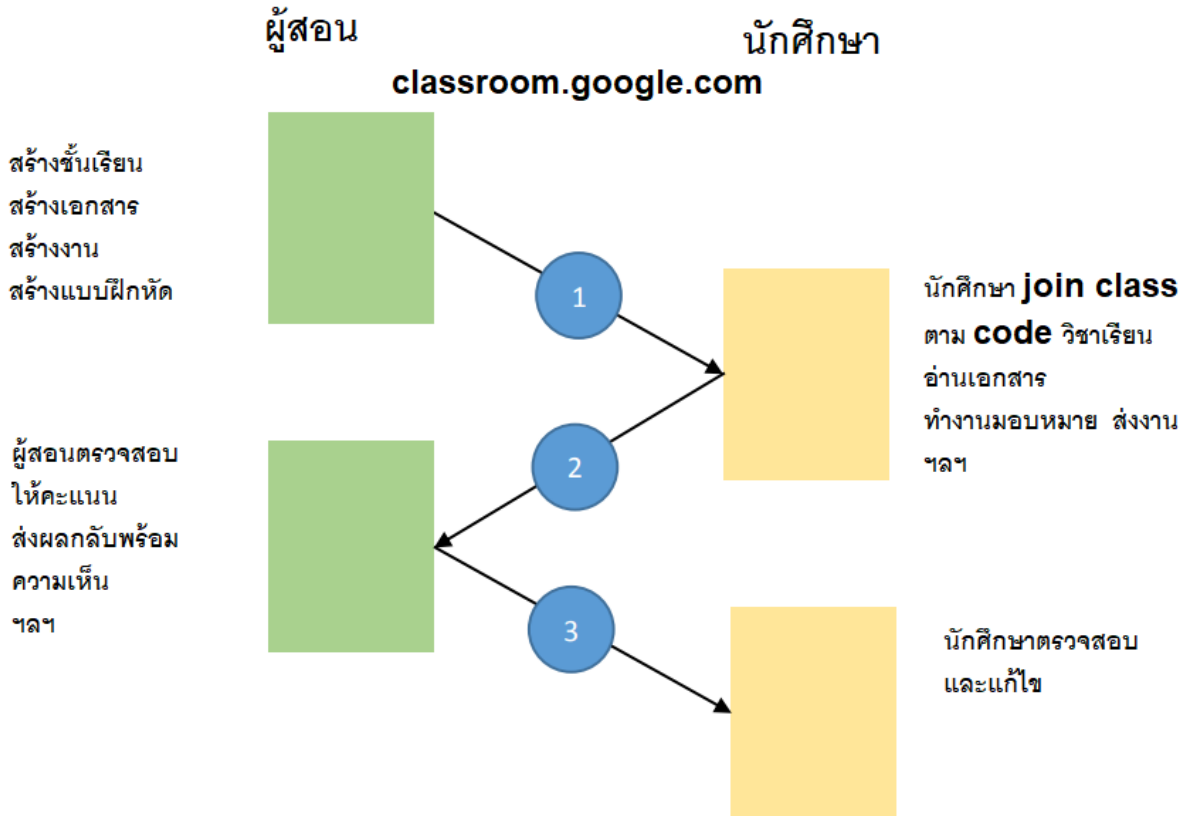 ผู้สอน
นักศึกษา
classroom.google.com
สร้างชั้นเรียน
สร้างเอกสาร
สร้างงาน
สร้างแบบฝึกหัด
1
นักศึกษา join class
ตาม code วิชาเรียน
อ่านเอกสาร
ทำงานมอบหมาย ส่งงาน
ฯลฯ
2
ผู้สอนตรวจสอบ
ให้คะแนน
ส่งผลกลับพร้อม
ความเห็น
ฯลฯ
3
นักศึกษาตรวจสอบ
และแก้ไข